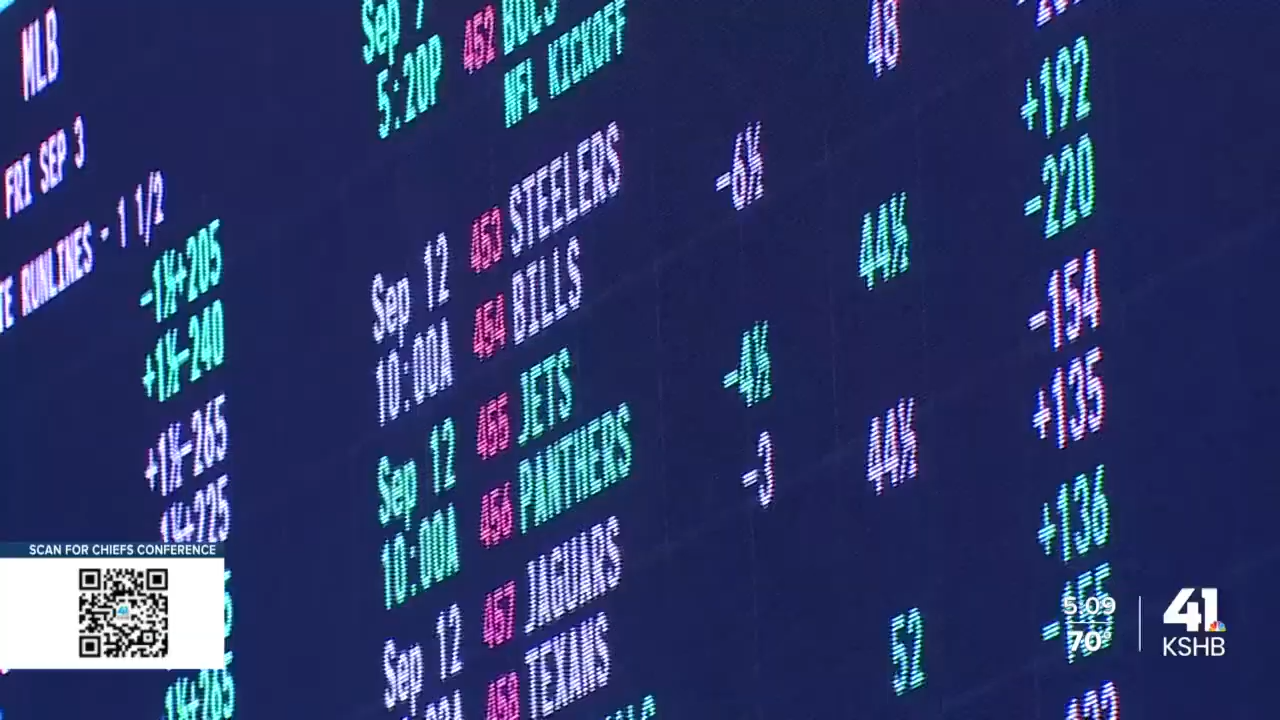 MLB
FRI SEP 3
RUNLINES - 1 1/2
-1½+205
+1½-240
+1½-265
Sep
5:20P
452
NFL KICKOFF
48
+192
Sep 12
10:00A
453 STEELERS
454 BILLS
-6½
44½
-220
Sep 12
10:00A
455 JETS
456 PANTHERS
-4½
44½
-154
+135
Sep 12
457 JAGUARS
458 TEXANS
-3
52
+136
SCAN FOR CHIEFS CONFERENCE
5:09
70°
41
KSHB